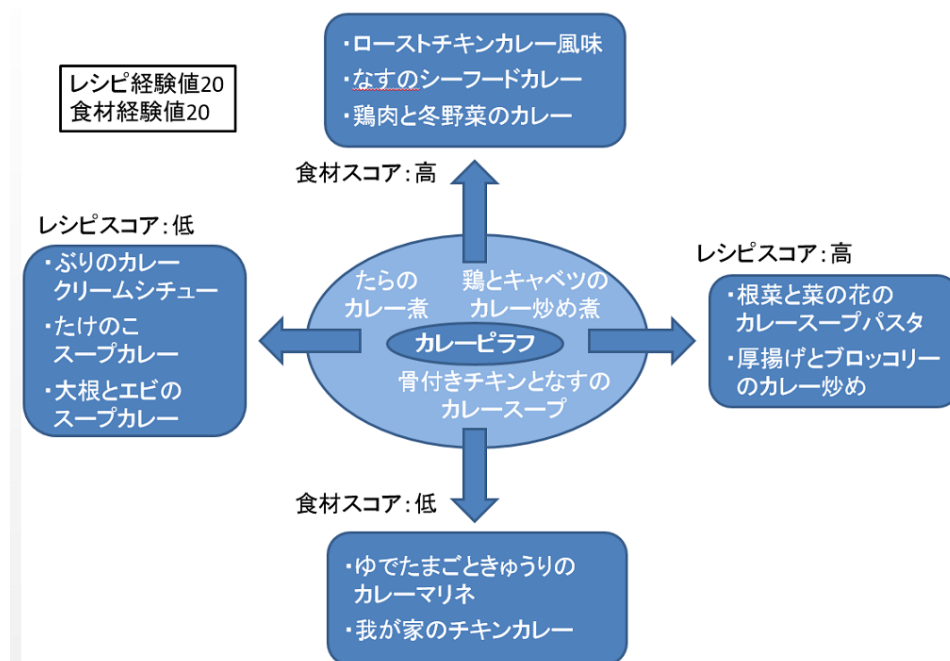 ・ローストチキンカレー風味
・なすのシーフードカレー
・鶏肉と冬野菜のカレー
レシピ経験値20
食材経験値20
食材スコア：高
レシピスコア：低
・ぶりのカレー
クリームシチュー
・たけのこ
スープカレー
・大根とエビの
スープカレー
たらの
カレー煮
鶏とキャベツの
カレー炒め煮
カレーピラフ
骨付きチキンとなすの
カレースープ
レシピスコア：高
・根菜と菜の花の
カレースープパスタ
・厚揚げとブロッコリー
のカレー炒め
食材スコア：低
・ゆでたまごときゅうりの
カレーマリネ
・我が家のチキンカレー